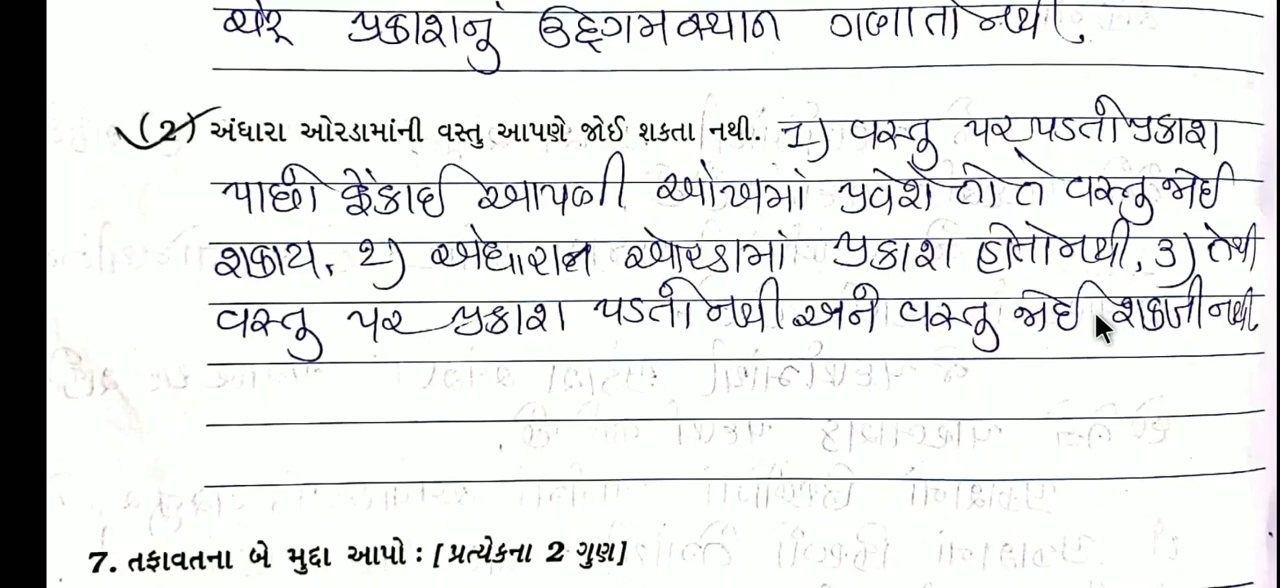 પ્રકાશનું ઉદ્દગમસ્થાન ગણાતો નથી.
(2) અંધારા ઓરડામાંની વસ્તુ આપણે જોઈ શકતા નથી. 1) વસ્તુ પર પડતી પ્રકાશ
પાછી ફેંકાઈ આપણી આંખમાં પ્રવેશે તો તે વસ્તુ જોઈ
શકાય. 2) અંધારાન ઓરડામાં પ્રકાશ હોતો નથી, 3) તેથી
વસ્તુ પર પ્રકાશ પડતી નથી અને વસ્તુ જોઈ શકાતી નથી.
7. તફાવતના બે મુદ્દા આપો : [પ્રત્યેકના 2 ગુણ]